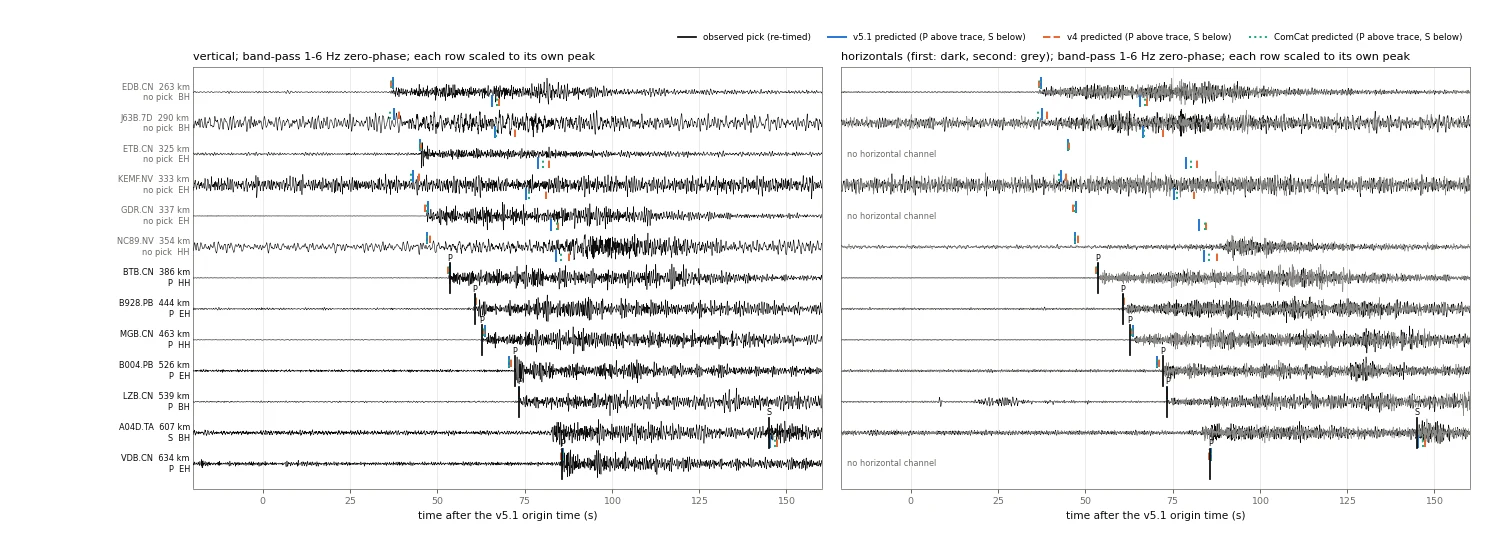 observed pick (re-timed)
v5.1 predicted (P above trace, S below)
v4 predicted (P above trace, S below)
ComCat predicted (P above trace, S below)
vertical; band-pass 1-6 Hz zero-phase; each row scaled to its own peak
horizontals (first: dark, second: grey); band-pass 1-6 Hz zero-phase; each row scaled to its own peak
EDB.CN 263 km
no pick BH
J63B.7D 290 km
no pick BH
ETB.CN 325 km
no pick EH
no horizontal channel
KEMF.NV 333 km
no pick EH
GDR.CN 337 km
no pick EH
no horizontal channel
NC89.NV 354 km
no pick HH
P
P
BTB.CN 386 km
P HH
P
P
B928.PB 444 km
P EH
P
P
MGB.CN 463 km
P HH
P
P
B004.PB 526 km
P EH
LZB.CN 539 km
P BH
S
S
A04D.TA 607 km
S BH
VDB.CN 634 km
P EH
no horizontal channel
0 25 50 75 100 125 150
0 25 50 75 100 125 150
time after the v5.1 origin time (s)
time after the v5.1 origin time (s)